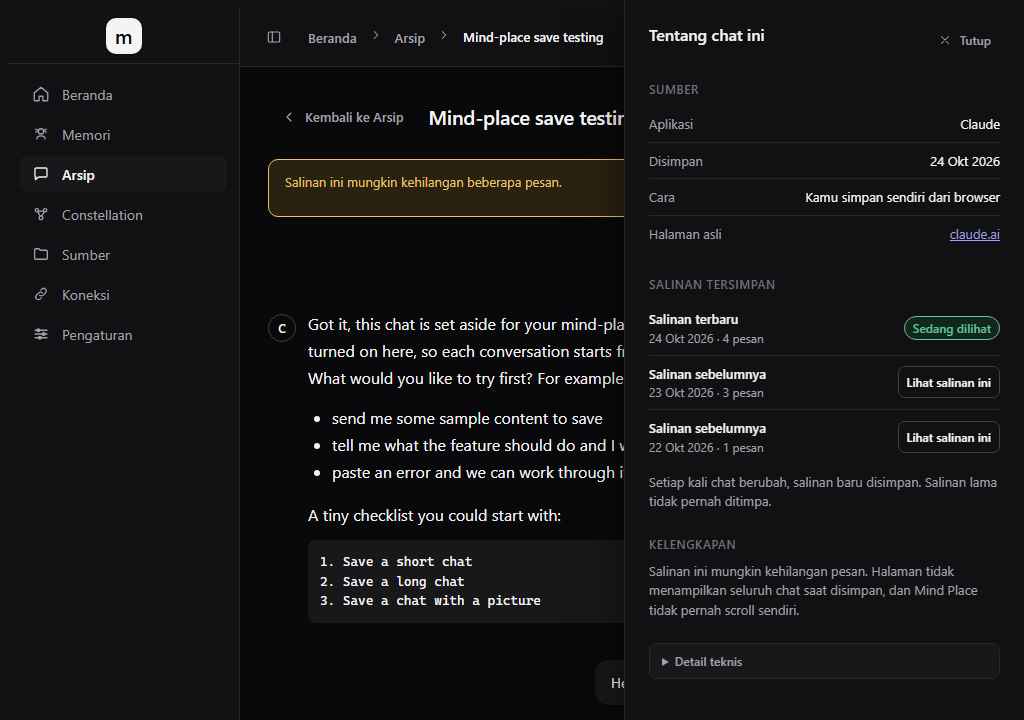 m
Beranda
Memori
Arsip
Constellation
Sumber
Koneksi
Pengaturan
Beranda > Arsip > Mind-place save testing
Kembali ke Arsip
Mind-place save
Salinan ini mungkin kehilangan beberapa pesan.
C
Got it, this chat is set aside for your
turned on here, so each conversation starts
What would you like to try first? For example
• send me some sample content to save
• tell me what the feature should do and I
• paste an error and we can work through
A tiny checklist you could start with:
1. Save a short chat
2. Save a long chat
3. Save a chat with a picture
Tentang chat ini
Tutup
SUMBER
Aplikasi Claude
Disimpan 24 Okt 2026
Cara Kamu simpan sendiri dari browser
Halaman asli claude.ai
SALINAN TERSIMPAN
Salinan terbaru
24 Okt 2026 · 4 pesan
Sedang dilihat
Salinan sebelumnya
23 Okt 2026 · 3 pesan
Lihat salinan ini
Salinan sebelumnya
22 Okt 2026 · 1 pesan
Lihat salinan ini
Setiap kali chat berubah, salinan baru disimpan. Salinan lama
tidak pernah ditimpa.
KELENGKAPAN
Salinan ini mungkin kehilangan pesan. Halaman tidak
menampilkan seluruh chat saat disimpan, dan Mind Place
tidak pernah scroll sendiri.
Detail teknis